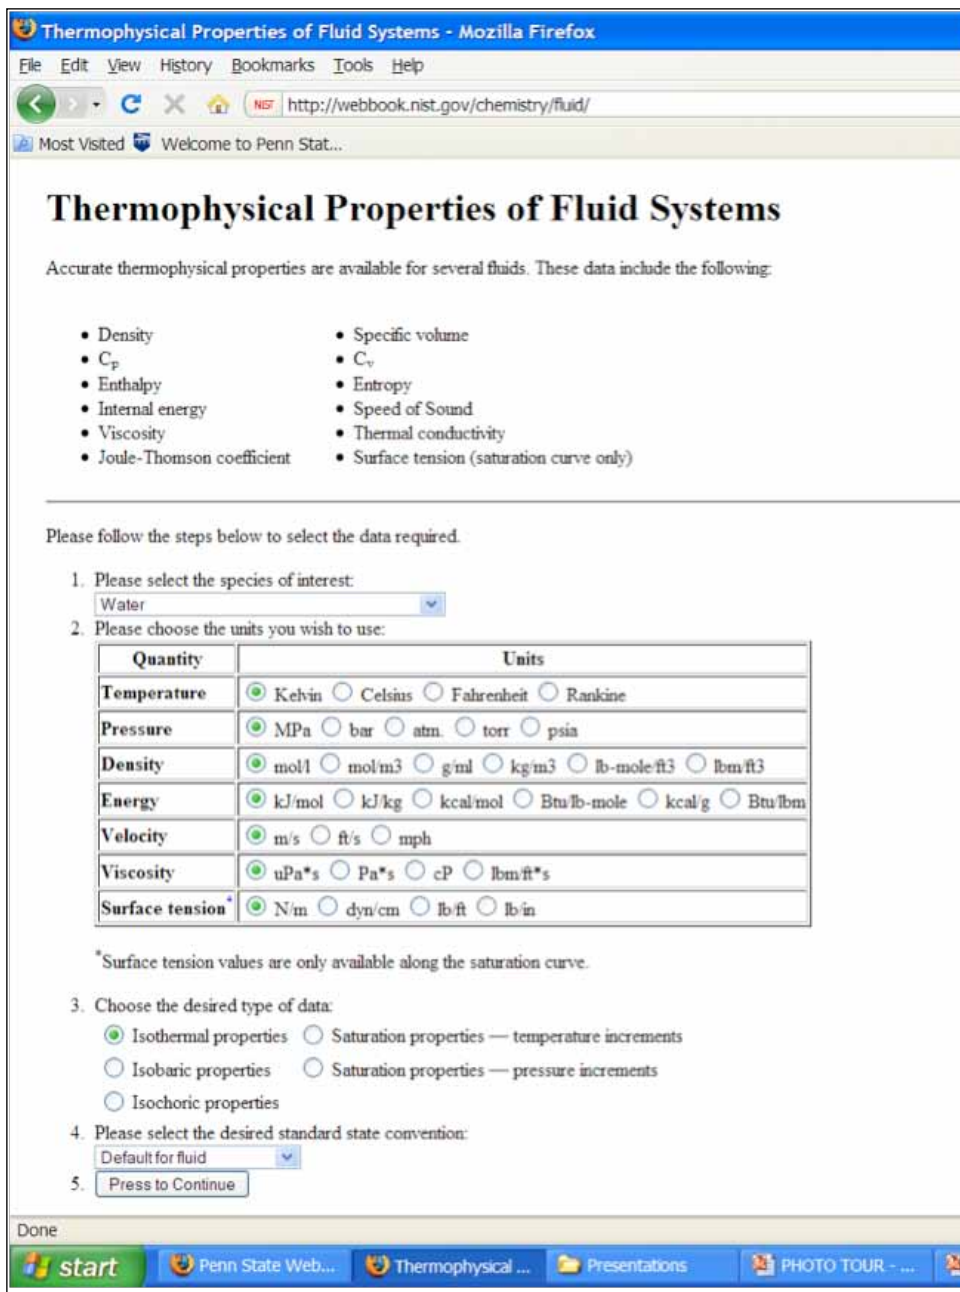 Thermophysical Properties of Fluid Systems - Mozilla Firefox
File Edit View History Bookmarks Tools Help
NIST http://webbook.nist.gov/chemistry/fluid/
Most Visited Welcome to Penn Stat...
Thermophysical Properties of Fluid Systems
Accurate thermophysical properties are available for several fluids. These data include the following:
• Density • Specific volume
• Cp • Cv
• Enthalpy • Entropy
• Internal energy • Speed of Sound
• Viscosity • Thermal conductivity
• Joule-Thomson coefficient • Surface tension (saturation curve only)
Please follow the steps below to select the data required.
1. Please select the species of interest:
Water
2. Please choose the units you wish to use:
Quantity Units
Temperature Kelvin Celsius Fahrenheit Rankine
Pressure MPa bar atm. torr psia
Density mol/l mol/m3 g/ml kg/m3 lb-mole/ft3 lbm/ft3
Energy kJ/mol kJ/kg kcal/mol Btu/lb-mole kcal/g Btu/lbm
Velocity m/s ft/s mph
Viscosity uPa*s Pa*s cP lbm/ft*s
Surface tension* N/m dyn/cm lb/ft lb/in
*Surface tension values are only available along the saturation curve.
3. Choose the desired type of data:
Isothermal properties Saturation properties — temperature increments
Isobaric properties Saturation properties — pressure increments
Isochoric properties
4. Please select the desired standard state convention:
Default for fluid
5. Press to Continue
Done
start Penn State Web... Thermophysical ... Presentations PHOTO TOUR - ...